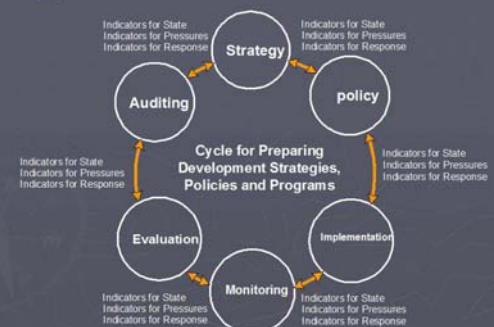 Indicators for State
Indicators for Pressures
Indicators for Response
Strategy
Indicators for State
Indicators for Pressures
Indicators for Response
Auditing
policy
Cycle for Preparing
Development Strategies,
Policies and Programs
Indicators for State
Indicators for Pressures
Indicators for Response
Indicators for State
Indicators for Pressures
Indicators for Response
Evaluation
Implementation
Monitoring
Indicators for State
Indicators for Pressures
Indicators for Response
Indicators for State
Indicators for Pressures
Indicators for Response